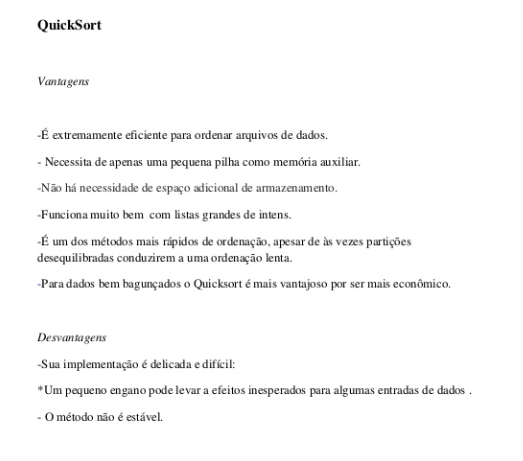 QuickSort
Vantagens
-É extremamente eficiente para ordenar arquivos de dados.
- Necessita de apenas uma pequena pilha como memória auxiliar.
-Não há necessidade de espaço adicional de armazenamento.
-Funciona muito bem com listas grandes de intens.
-É um dos métodos mais rápidos de ordenação, apesar de às vezes partições
desequilibradas conduzirem a uma ordenação lenta.
-Para dados bem bagunçados o Quicksort é mais vantajoso por ser mais econômico.
Desvantagens
-Sua implementação é delicada e difícil:
*Um pequeno engano pode levar a efeitos inesperados para algumas entradas de dados .
- O método não é estável.